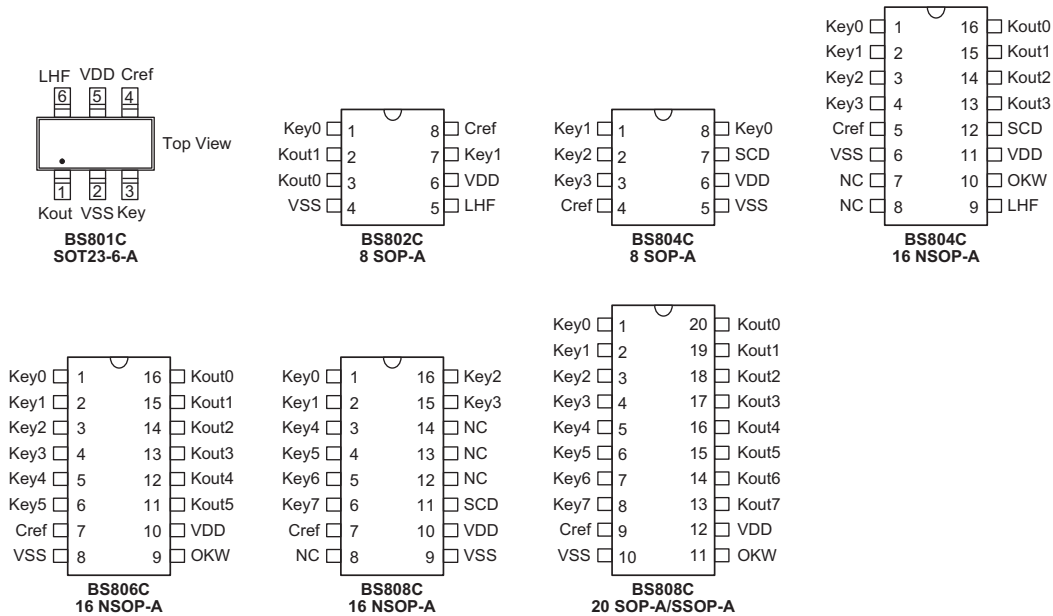 LHF VDD Cref
6 5 4
Top View
1 2 3
Kout VSS Key
BS801C
SOT23-6-A
Key0 1 8 Cref
Kout1 2 7 Key1
Kout0 3 6 VDD
VSS 4 5 LHF
BS802C
8 SOP-A
Key1 1 8 Key0
Key2 2 7 SCD
Key3 3 6 VDD
Cref 4 5 VSS
BS804C
8 SOP-A
Key0 1 16 Kout0
Key1 2 15 Kout1
Key2 3 14 Kout2
Key3 4 13 Kout3
Cref 5 12 SCD
VSS 6 11 VDD
NC 7 10 OKW
NC 8 9 LHF
BS804C
16 NSOP-A
Key0 1 16 Kout0
Key1 2 15 Kout1
Key2 3 14 Kout2
Key3 4 13 Kout3
Key4 5 12 Kout4
Key5 6 11 Kout5
Cref 7 10 VDD
VSS 8 9 OKW
BS806C
16 NSOP-A
Key0 1 16 Key2
Key1 2 15 Key3
Key4 3 14 NC
Key5 4 13 NC
Key6 5 12 NC
Key7 6 11 SCD
Cref 7 10 VDD
NC 8 9 VSS
BS808C
16 NSOP-A
Key0 1 20 Kout0
Key1 2 19 Kout1
Key2 3 18 Kout2
Key3 4 17 Kout3
Key4 5 16 Kout4
Key5 6 15 Kout5
Key6 7 14 Kout6
Key7 8 13 Kout7
Cref 9 12 VDD
VSS 10 11 OKW
BS808C
20 SOP-A/SSOP-A